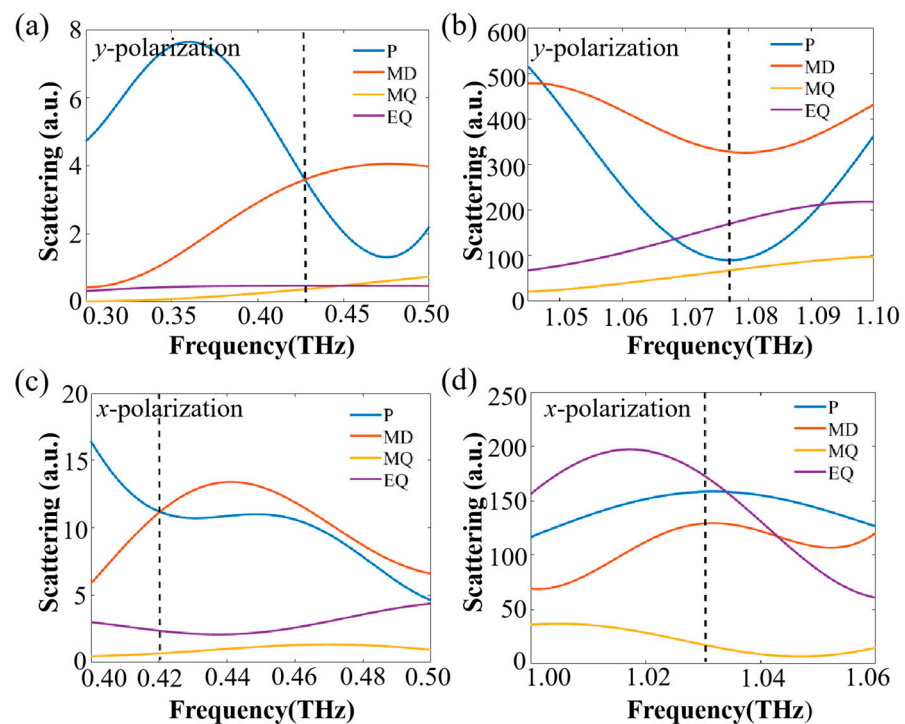 (a)
y-polarization
P
MD
MQ
EQ
8
6
4
2
0
0.30 0.35 0.40 0.45 0.50
Scattering (a.u.)
Frequency(THz)
(b)
y-polarization
P
MD
MQ
EQ
600
500
400
300
200
100
0
1.05 1.06 1.07 1.08 1.09 1.10
Scattering (a.u.)
Frequency(THz)
(c)
x-polarization
P
MD
MQ
EQ
20
15
10
5
0
0.40 0.42 0.44 0.46 0.48 0.50
Scattering (a.u.)
Frequency(THz)
(d)
x-polarization
P
MD
MQ
EQ
250
200
150
100
50
0
1.00 1.02 1.04 1.06
Scattering (a.u.)
Frequency(THz)